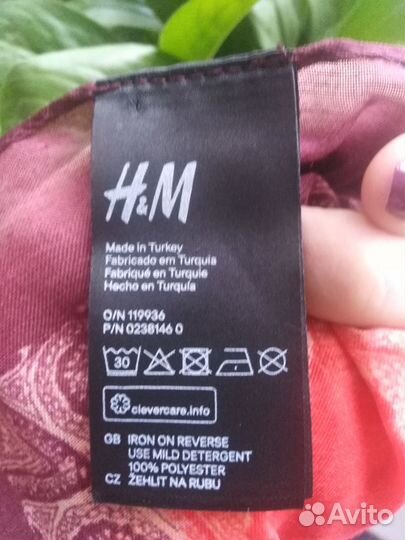 H&M
Made in Turkey
Fabricado em Turquia
Fabriqué en Turquie
Hecho en Turquía
O/N 119936
P/N 0238146 0
30
clevercare.info
GB IRON ON REVERSE
USE MILD DETERGENT
100% POLYESTER
CZ ŽEHLIT NA RUBU
Avito